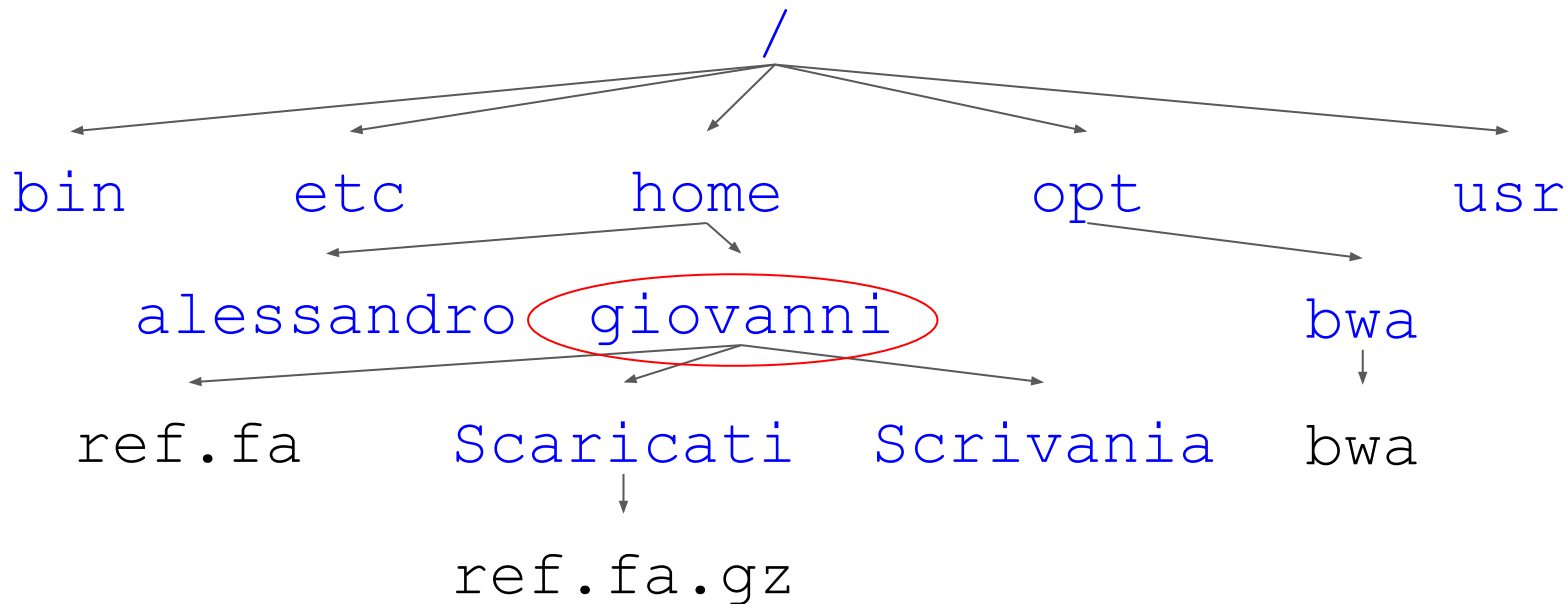 /
bin etc home opt usr
alessandro giovanni bwa
ref.fa Scaricati Scrivania bwa
ref.fa.gz